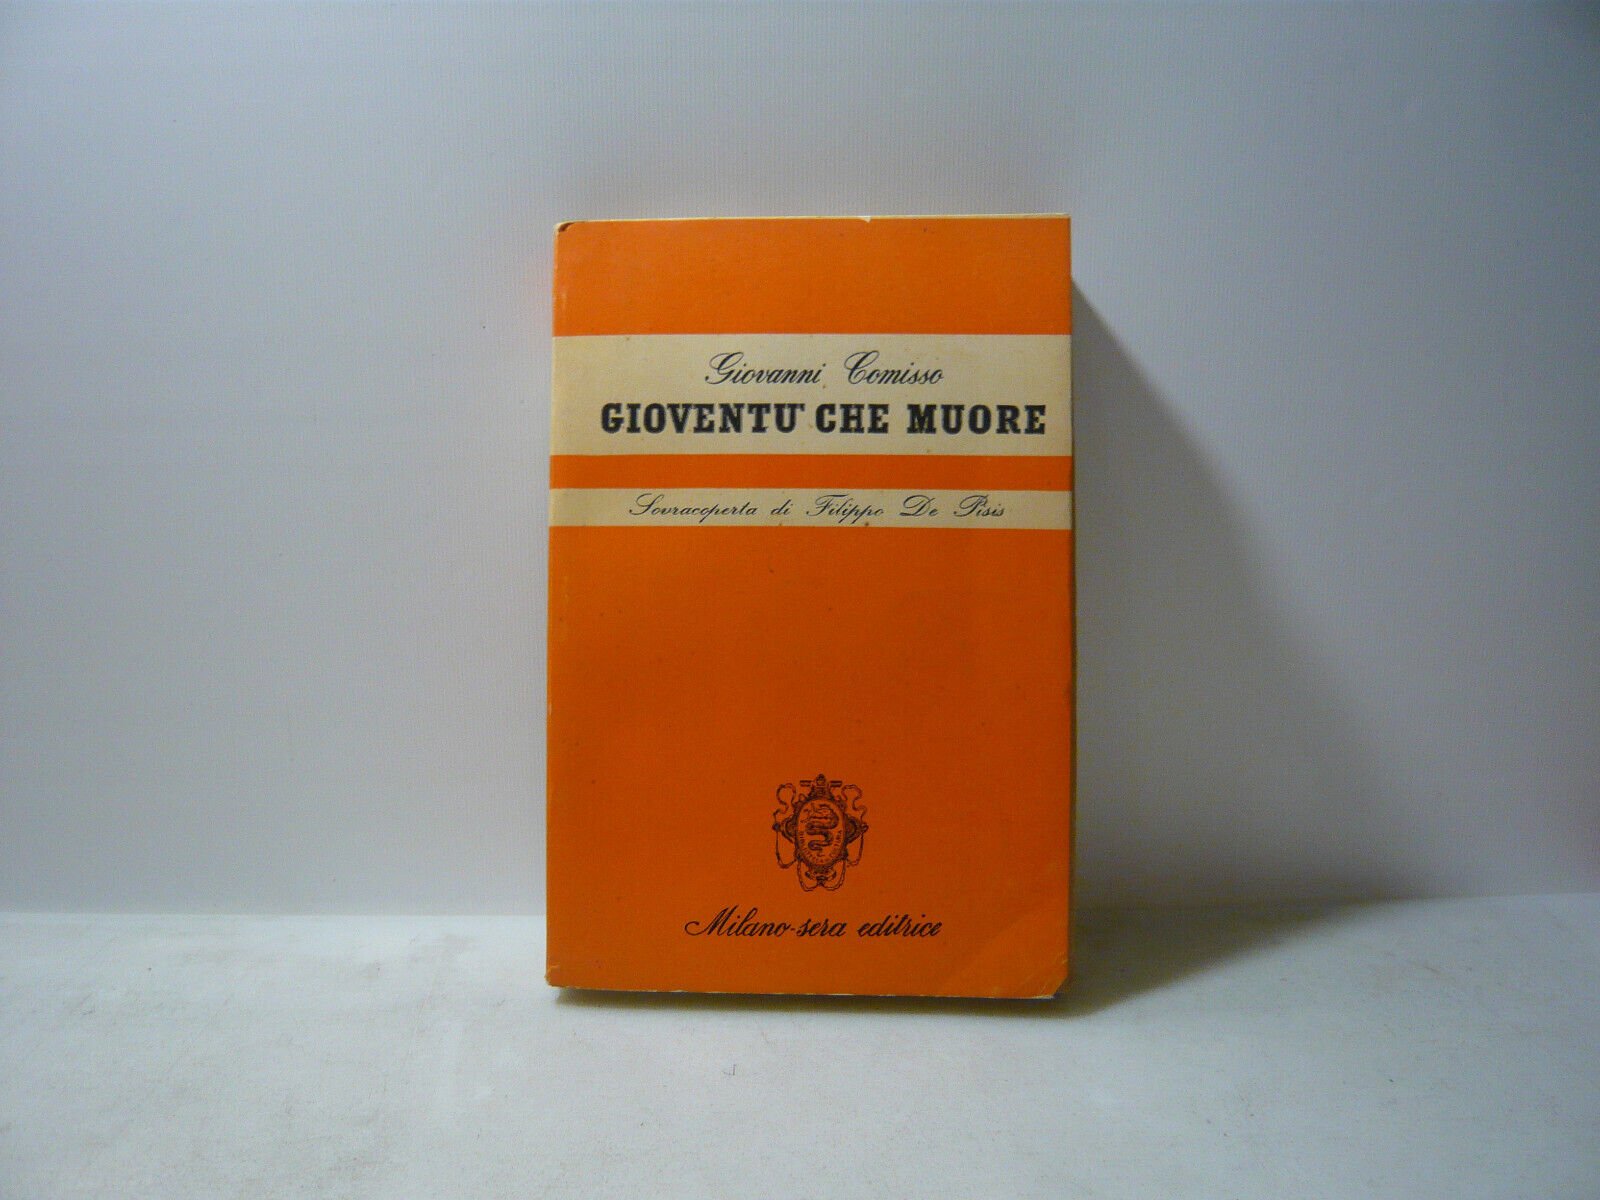 Giovanni Comisso
GIOVENTU' CHE MUORE
Sovracoperta di Filippo De Pisis
Milano-sera editrice